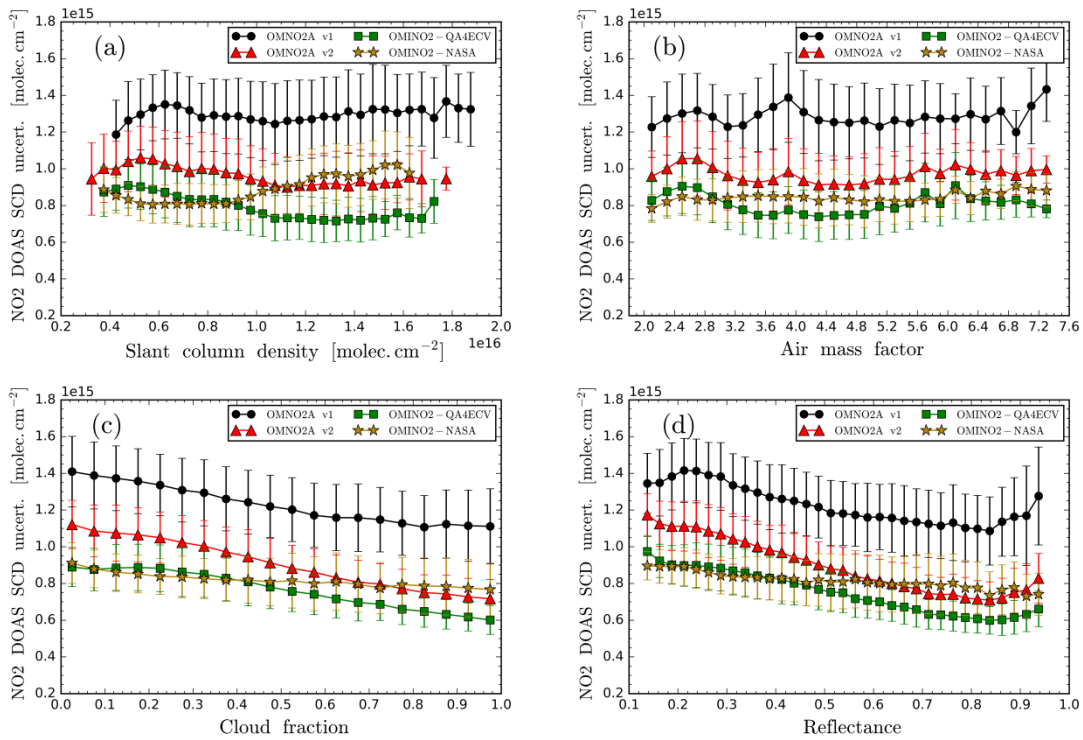 1e15
(a)
OMNO2A v1
OMNO2A v2
OMINO2−QA4ECV
OMINO2−NASA
NO2 DOAS SCD uncert. [molec. cm−2]
1.8
1.6
1.4
1.2
1.0
0.8
0.6
0.4
0.2
0.2 0.4 0.6 0.8 1.0 1.2 1.4 1.6 1.8 2.0
1e16
Slant column density [molec. cm−2]
1e15
(b)
OMNO2A v1
OMNO2A v2
OMINO2−QA4ECV
OMINO2−NASA
NO2 DOAS SCD uncert. [molec. cm−2]
1.8
1.6
1.4
1.2
1.0
0.8
0.6
0.4
0.2
2.0 2.4 2.8 3.2 3.6 4.0 4.4 4.8 5.2 5.6 6.0 6.4 6.8 7.2 7.6
Air mass factor
1e15
(c)
OMNO2A v1
OMNO2A v2
OMINO2−QA4ECV
OMINO2−NASA
NO2 DOAS SCD uncert. [molec. cm−2]
1.8
1.6
1.4
1.2
1.0
0.8
0.6
0.4
0.2
0.0 0.1 0.2 0.3 0.4 0.5 0.6 0.7 0.8 0.9 1.0
Cloud fraction
1e15
(d)
OMNO2A v1
OMNO2A v2
OMINO2−QA4ECV
OMINO2−NASA
NO2 DOAS SCD uncert. [molec. cm−2]
1.8
1.6
1.4
1.2
1.0
0.8
0.6
0.4
0.2
0.1 0.2 0.3 0.4 0.5 0.6 0.7 0.8 0.9 1.0
Reflectance